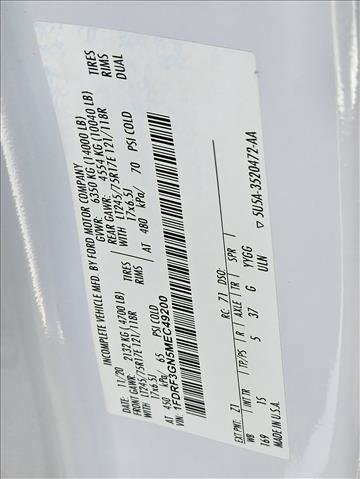 INCOMPLETE VEHICLE MFD. BY FORD MOTOR COMPANY
GVWR: 6350 KG (14000 LB)
11/20
FRONT GAWR: 2132 KG (4700 LB)
REAR GAWR: 4554 KG (10040 LB)
WITH LT245/75R17E 121/118R TIRES
WITH LT245/75R17E 121/118R TIRES
17x6.5J RIMS
17x6.5J RIMS
AT 450 kPa/ 65 PSI COLD
AT 480 kPa/ 70 PSI COLD DUAL
VIN: 1FDRF3GN5MEC49200
EXT PNT: Z1 RC: 71 DSO:
WB INT TR TP/PS R AXLE TR SPR
169 15 5 37 G YYGG
MADE IN U.S.A. ULN
▽ 5U5A-3520472-AA